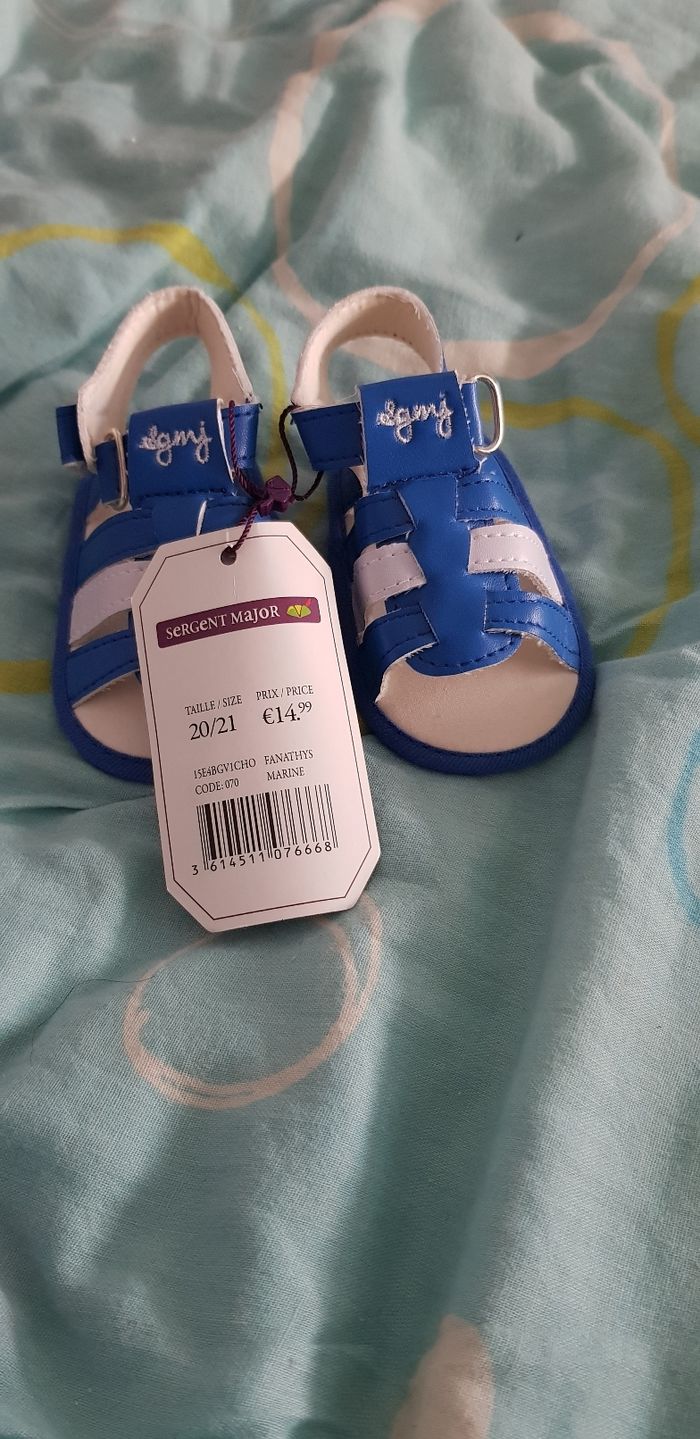 sgmj
sgmj
SeRGeNT MajOR
TAILLE / SIZE PRIX / PRICE
20/21 €14.99
15E4BGV1CHO FANATHYS
CODE: 070 MARINE
3 614511 076668